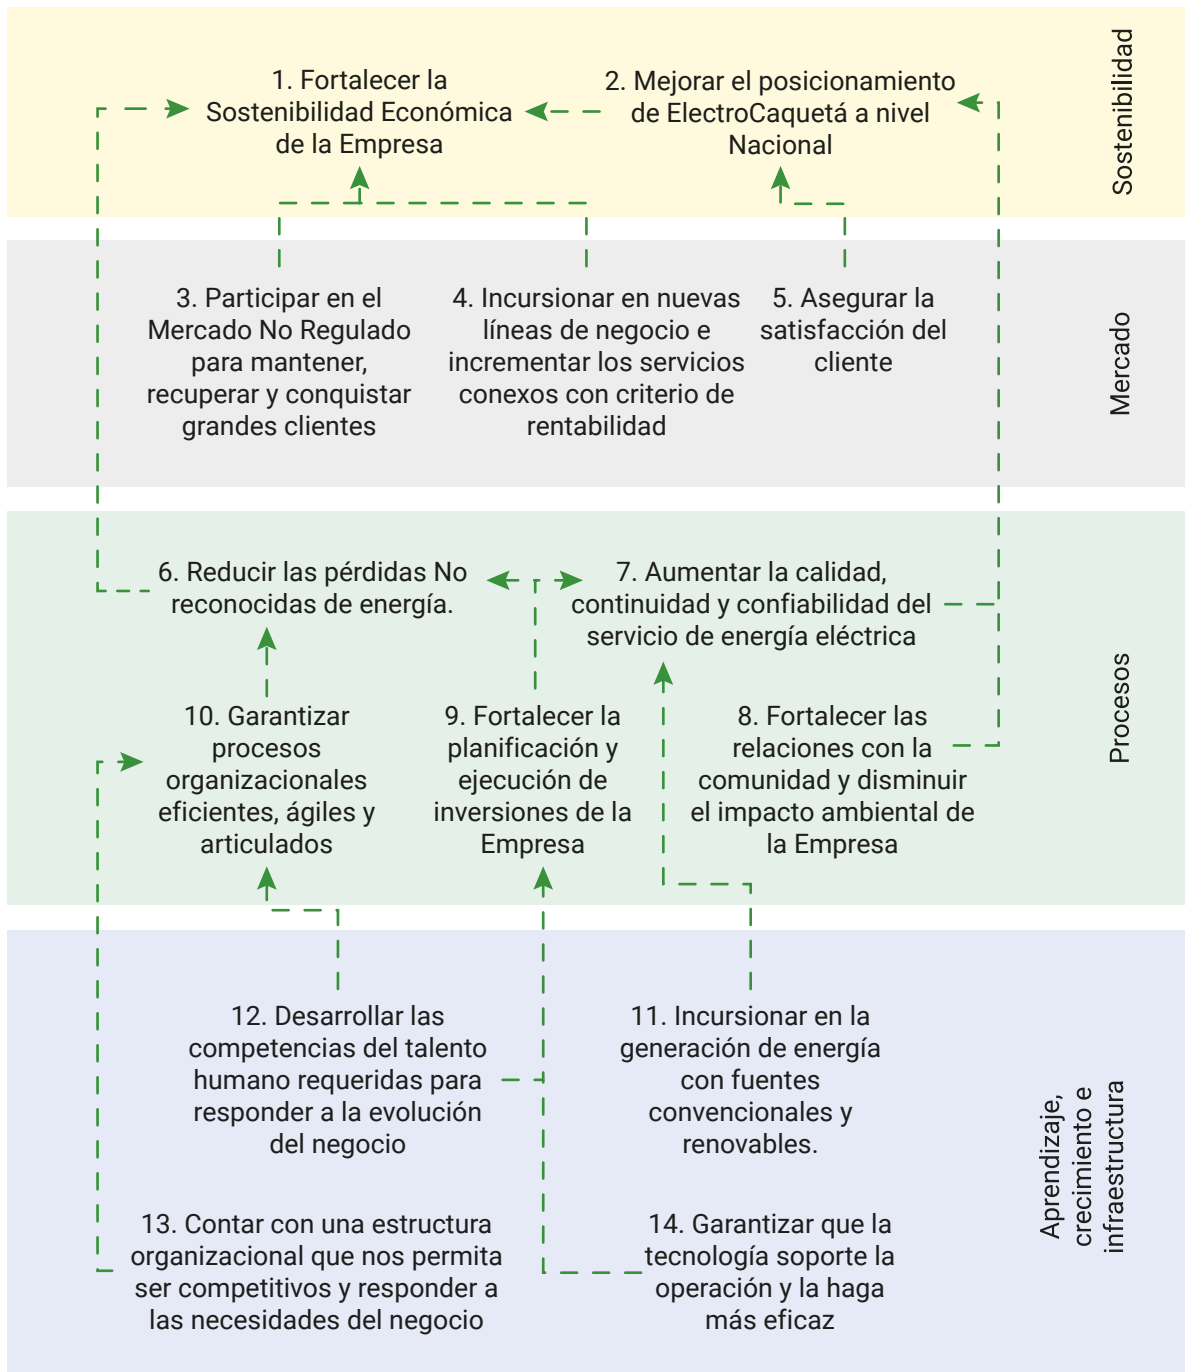 1. Fortalecer la
Sostenibilidad Económica
de la Empresa
2. Mejorar el posicionamiento
de ElectroCaquetá a nivel
Nacional
Sostenibilidad
3. Participar en el
Mercado No Regulado
para mantener,
recuperar y conquistar
grandes clientes
4. Incursionar en nuevas
líneas de negocio e
incrementar los servicios
conexos con criterio de
rentabilidad
5. Asegurar la
satisfacción del
cliente
Mercado
6. Reducir las pérdidas No
reconocidas de energía.
7. Aumentar la calidad,
continuidad y confiabilidad del
servicio de energía eléctrica
10. Garantizar
procesos
organizacionales
eficientes, ágiles y
articulados
9. Fortalecer la
planificación y
ejecución de
inversiones de la
Empresa
8. Fortalecer las
relaciones con la
comunidad y disminuir
el impacto ambiental de
la Empresa
Procesos
12. Desarrollar las
competencias del talento
humano requeridas para
responder a la evolución
del negocio
11. Incursionar en la
generación de energía
con fuentes
convencionales y
renovables.
13. Contar con una estructura
organizacional que nos permita
ser competitivos y responder a
las necesidades del negocio
14. Garantizar que la
tecnología soporte la
operación y la haga
más eficaz
Aprendizaje,
crecimiento e
infraestructura